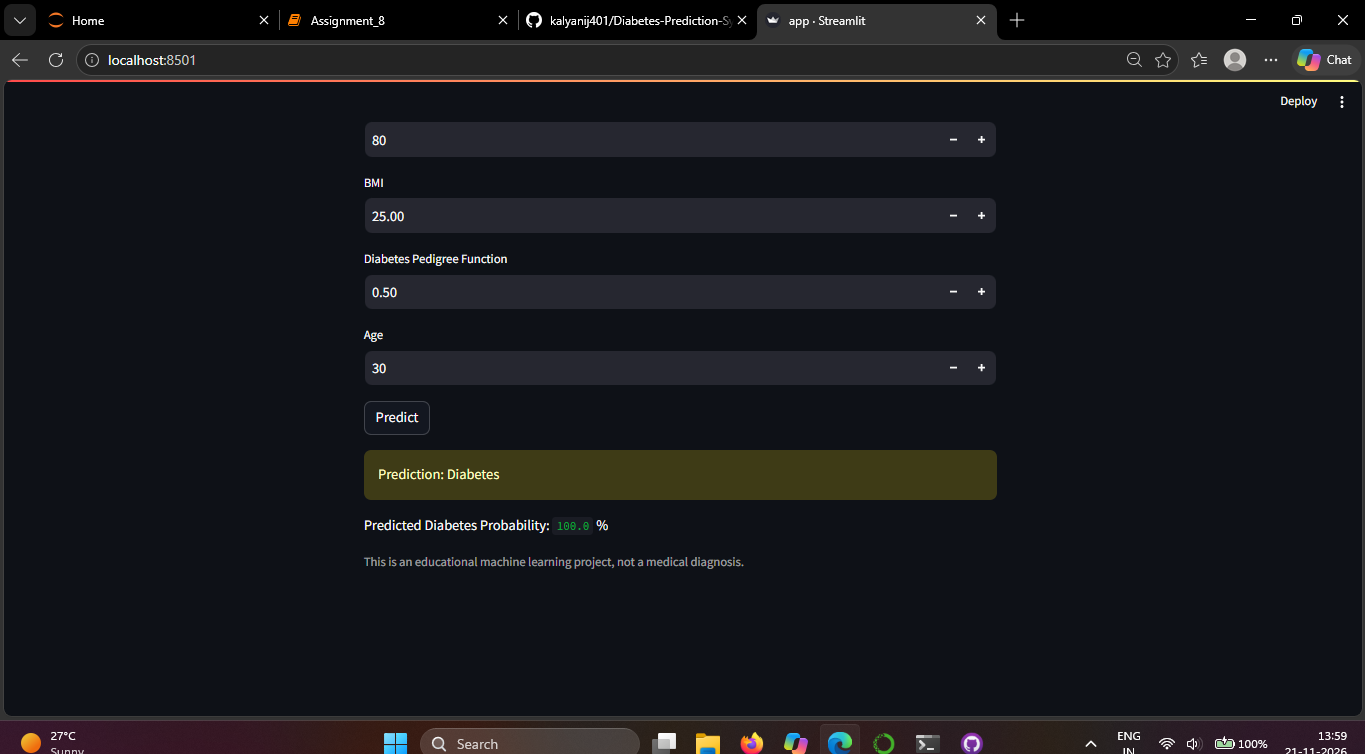 Home
Assignment_8
kalyanij401/Diabetes-Prediction-Sy
app · Streamlit
localhost:8501
Chat
Deploy
80
BMI
25.00
Diabetes Pedigree Function
0.50
Age
30
Predict
Prediction: Diabetes
Predicted Diabetes Probability: 100.0 %
This is an educational machine learning project, not a medical diagnosis.
27°C
Sunny
Search
ENG
IN
100%
13:59
21-11-2026